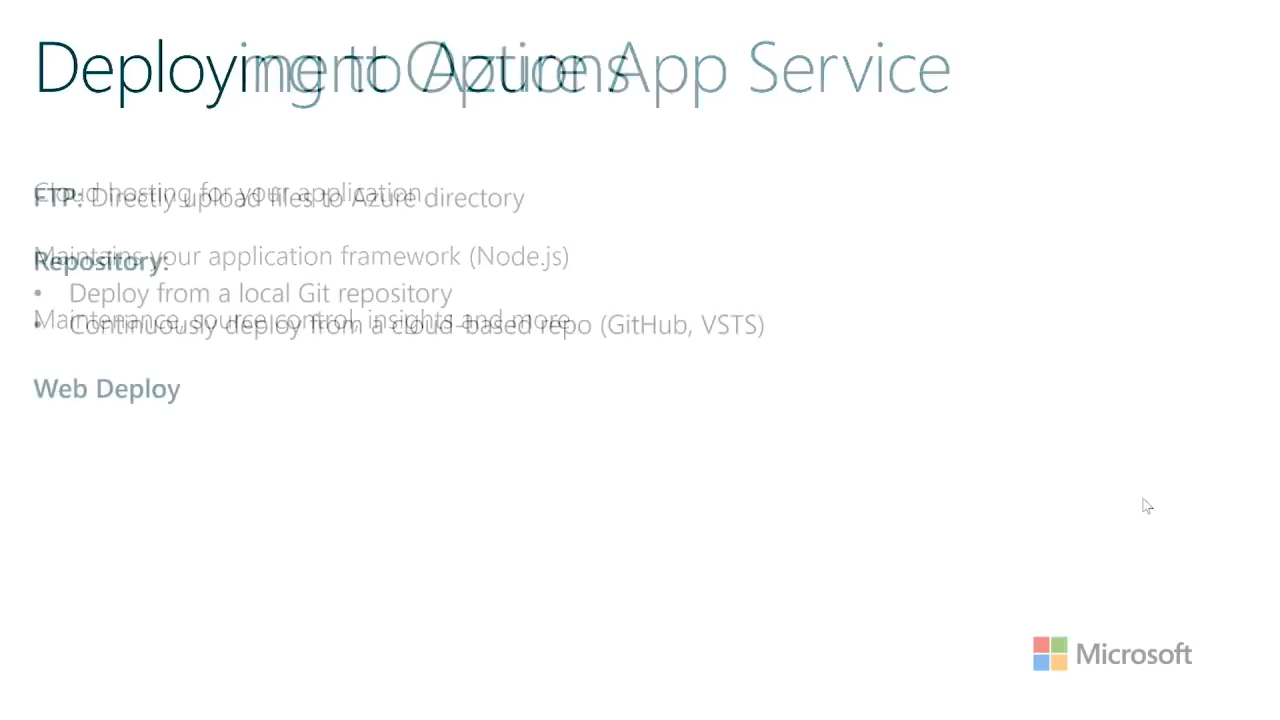 Deploying to Azure App Service
Deployment Options
Cloud hosting for your application
FTP: Directly upload files to Azure directory
Maintains your application framework (Node.js)
Repository:
• Deploy from a local Git repository
Maintenance, source control, insights and more
• Continuously deploy from a cloud-based repo (GitHub, VSTS)
Web Deploy
Microsoft